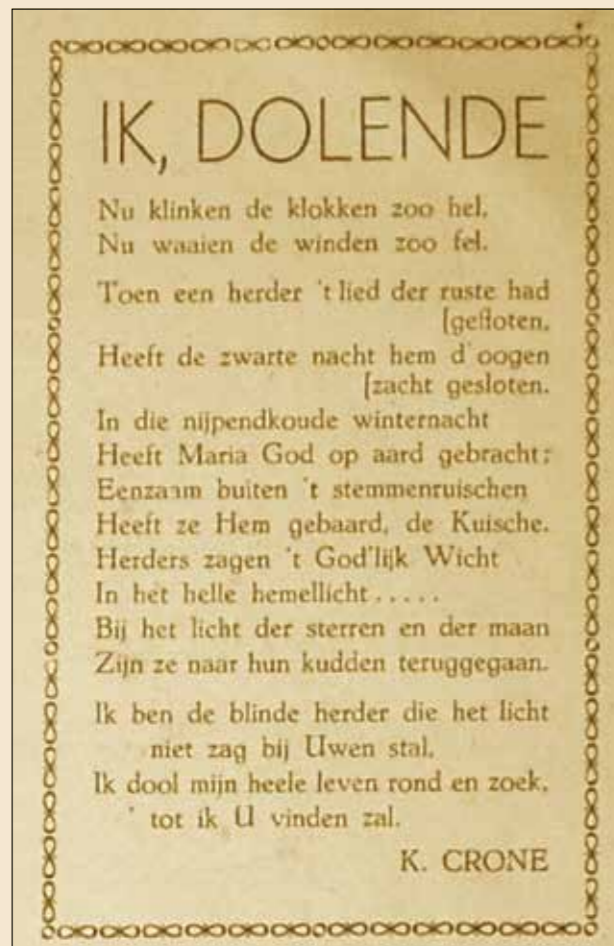 IK, DOLENDE
Nu klinken de klokken zoo hel,
Nu waaien de winden zoo fel.
Toen een herder 't lied der ruste had
[gefloten,
Heeft de zwarte nacht hem d'oogen
[zacht gesloten.
In die nijpendkoude winternacht
Heeft Maria God op aard gebracht;
Eenzaam buiten 't stemmenruischen
Heeft ze Hem gebaard, de Kuische.
Herders zagen 't God'lijk Wicht
In het helle hemellicht.....
Bij het licht der sterren en der maan
Zijn ze naar hun kudden teruggegaan.
Ik ben de blinde herder die het licht
niet zag bij Uwen stal,
Ik dool mijn heele leven rond en zoek,
tot ik U vinden zal.
K. CRONE